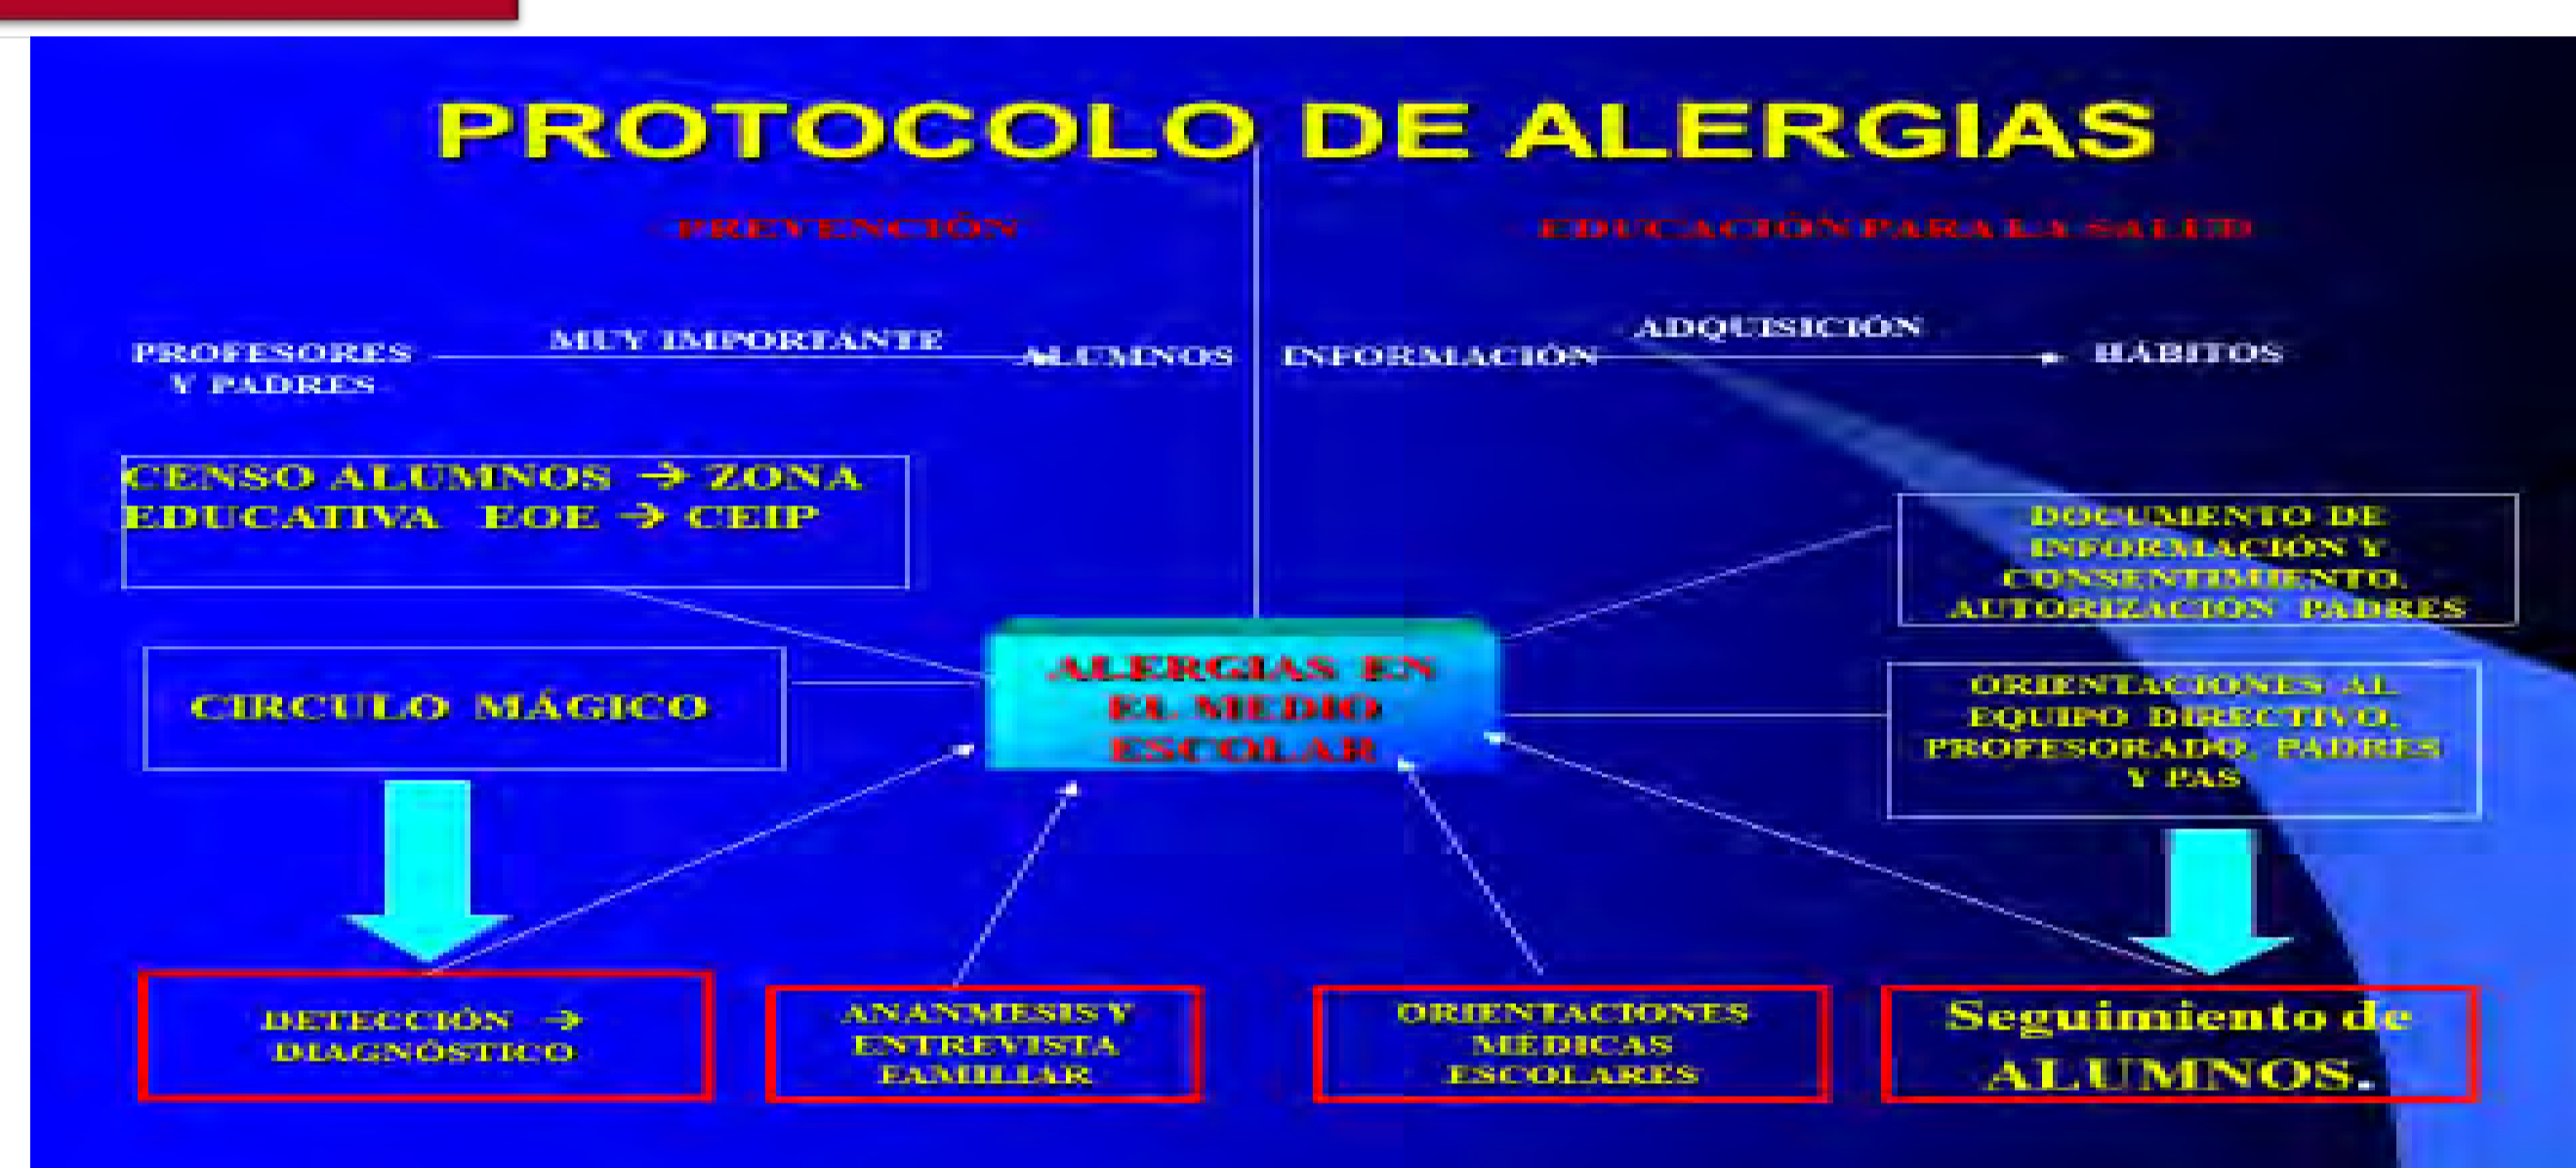 PROTOCOLO DE ALERGIAS
PREVENCIÓN
EDUCACIÓN PARA LA SALUD
PROFESORES
Y PADRES
MUY IMPORTANTE
ALUMNOS
INFORMACIÓN
ADQUISICIÓN
HÁBITOS
CENSO ALUMNOS → ZONA
EDUCATIVA EOE → CEIP
DOCUMENTO DE
INFORMACIÓN Y
CONSENTIMIENTO.
AUTORIZACIÓN PADRES
CIRCULO MÁGICO
ALERGIAS EN
EL MEDIO
ESCOLAR
ORIENTACIONES AL
EQUIPO DIRECTIVO,
PROFESORADO, PADRES
Y PAS
DETECCIÓN →
DIAGNÓSTICO
ANANMESIS Y
ENTREVISTA
FAMILIAR
ORIENTACIONES
MÉDICAS
ESCOLARES
Seguimiento de
ALUMNOS.